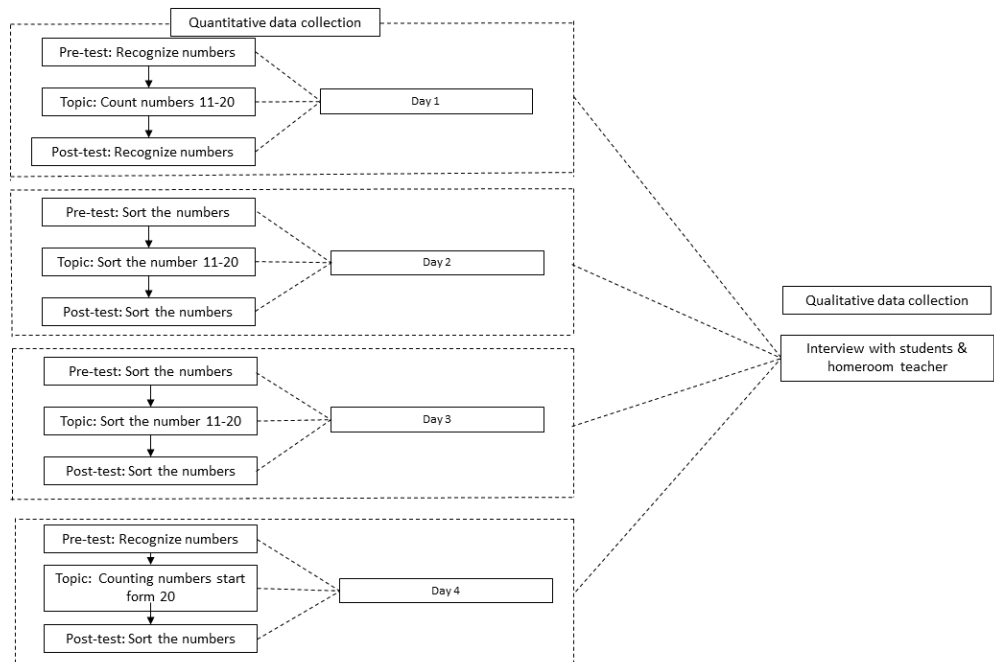 Quantitative data collection
Pre-test: Recognize numbers
Topic: Count numbers 11-20
Day 1
Post-test: Recognize numbers
Pre-test: Sort the numbers
Topic: Sort the number 11-20
Day 2
Post-test: Sort the numbers
Qualitative data collection
Interview with students &
homeroom teacher
Pre-test: Sort the numbers
Topic: Sort the number 11-20
Day 3
Post-test: Sort the numbers
Pre-test: Recognize numbers
Topic: Counting numbers start
form 20
Day 4
Post-test: Sort the numbers